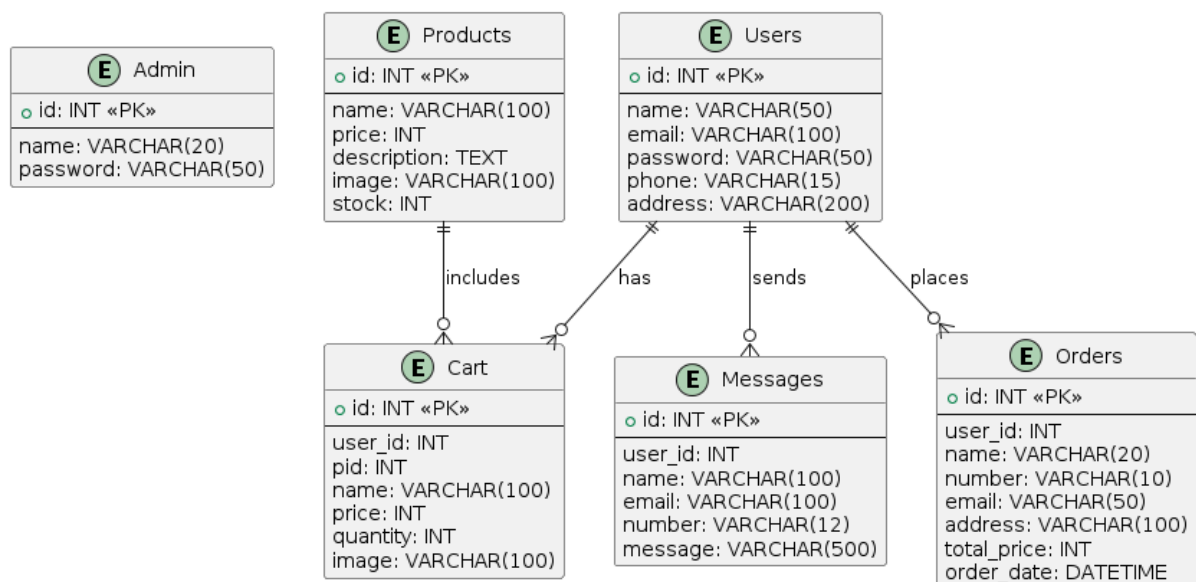 E Admin
id: INT «PK»
name: VARCHAR(20)
password: VARCHAR(50)
E Products
id: INT «PK»
name: VARCHAR(100)
price: INT
description: TEXT
image: VARCHAR(100)
stock: INT
E Users
id: INT «PK»
name: VARCHAR(50)
email: VARCHAR(100)
password: VARCHAR(50)
phone: VARCHAR(15)
address: VARCHAR(200)
includes
has
sends
places
E Cart
id: INT «PK»
user_id: INT
pid: INT
name: VARCHAR(100)
price: INT
quantity: INT
image: VARCHAR(100)
E Messages
id: INT «PK»
user_id: INT
name: VARCHAR(100)
email: VARCHAR(100)
number: VARCHAR(12)
message: VARCHAR(500)
E Orders
id: INT «PK»
user_id: INT
name: VARCHAR(20)
number: VARCHAR(10)
email: VARCHAR(50)
address: VARCHAR(100)
total_price: INT
order_date: DATETIME